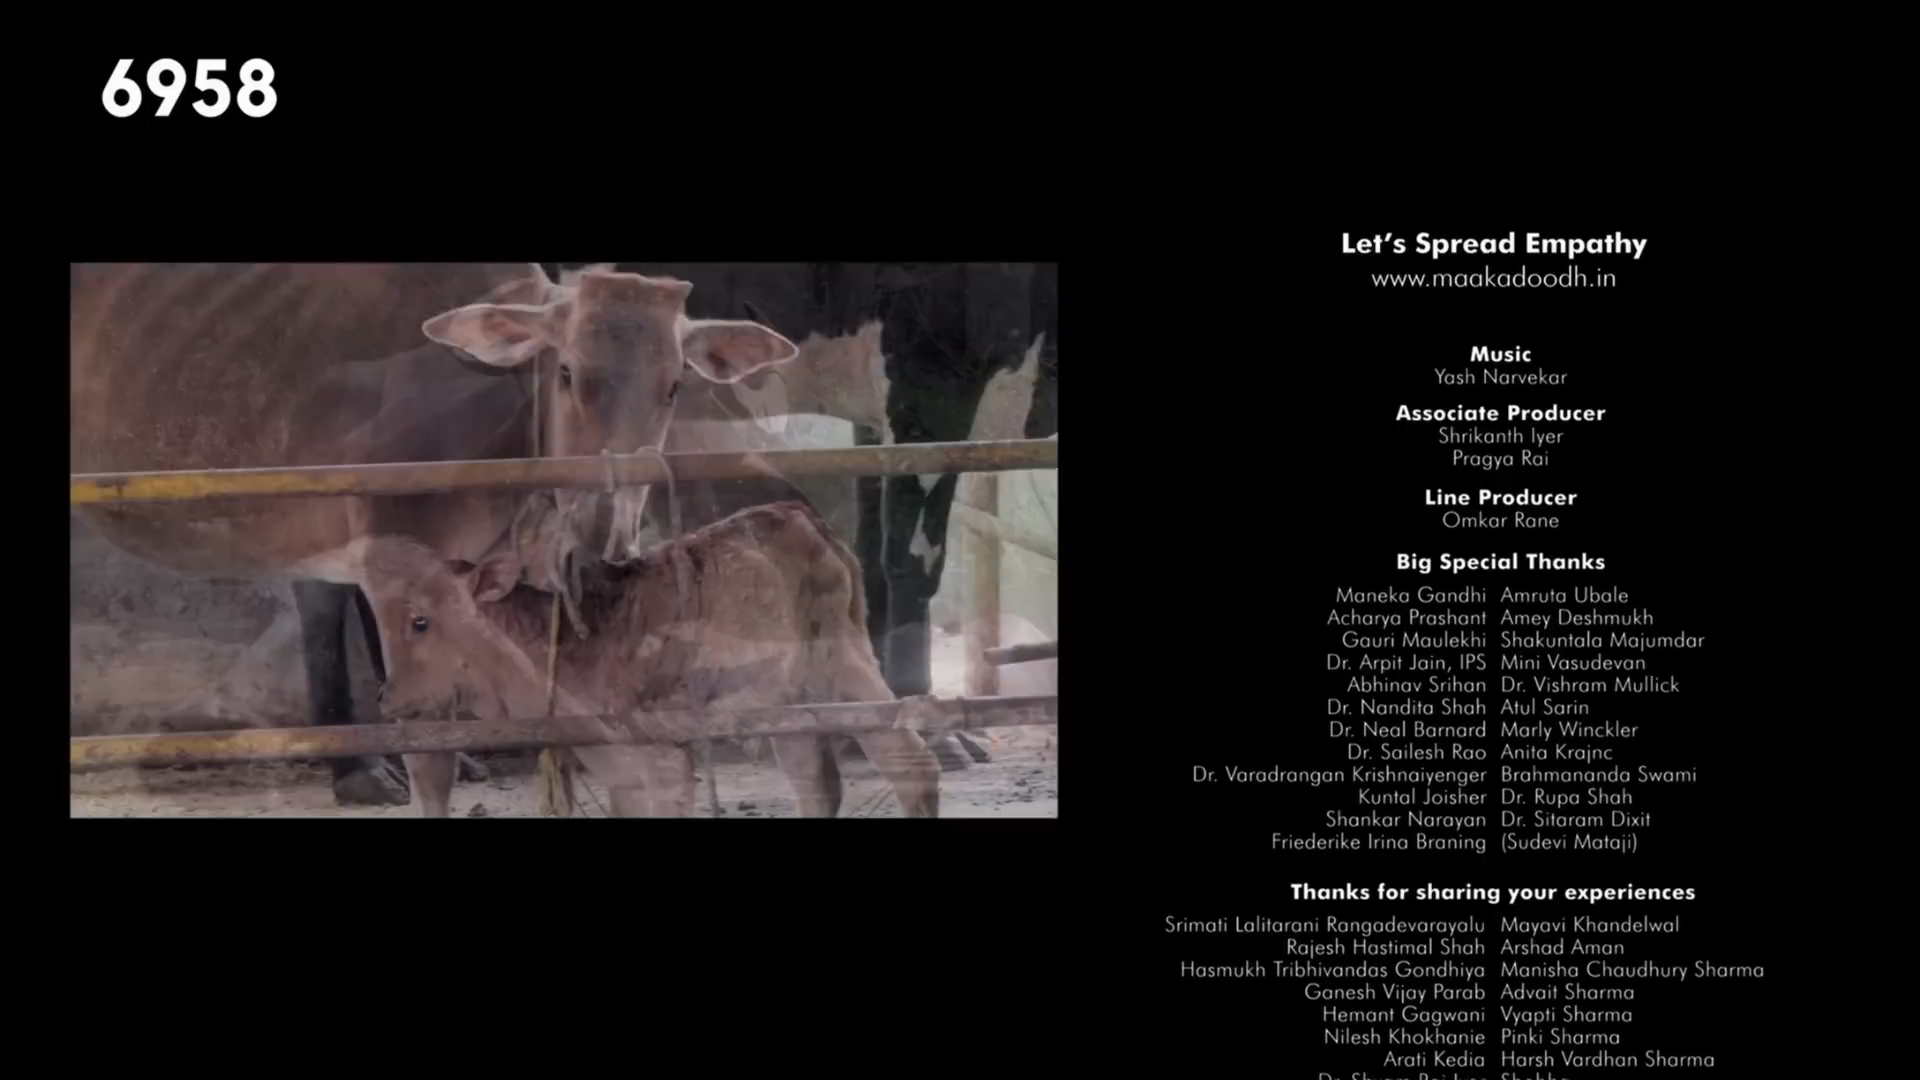 6958
Let's Spread Empathy
www.maakadoodh.in
Music
Yash Narvekar
Associate Producer
Shrikanth Iyer
Pragya Rai
Line Producer
Omkar Rane
Big Special Thanks
Maneka Gandhi Amruta Ubale
Acharya Prashant Amey Deshmukh
Gauri Maulekhi Shakuntala Majumdar
Dr. Arpit Jain, IPS Mini Vasudevan
Abhinav Srihan Dr. Vishram Mullick
Dr. Nandita Shah Atul Sarin
Dr. Neal Barnard Marly Winckler
Dr. Sailesh Rao Anita Krajnc
Dr. Varadrangan Krishnaiyenger Brahmananda Swami
Kuntal Joisher Dr. Rupa Shah
Shankar Narayan Dr. Sitaram Dixit
Friederike Irina Braning (Sudevi Mataji)
Thanks for sharing your experiences
Srimati Lalitarani Rangadevarayalu Mayavi Khandelwal
Rajesh Hastimal Shah Arshad Aman
Hasmukh Tribhivandas Gondhiya Manisha Chaudhury Sharma
Ganesh Vijay Parab Advait Sharma
Hemant Gagwani Vyapti Sharma
Nilesh Khokhanie Pinki Sharma
Arati Kedia Harsh Vardhan Sharma